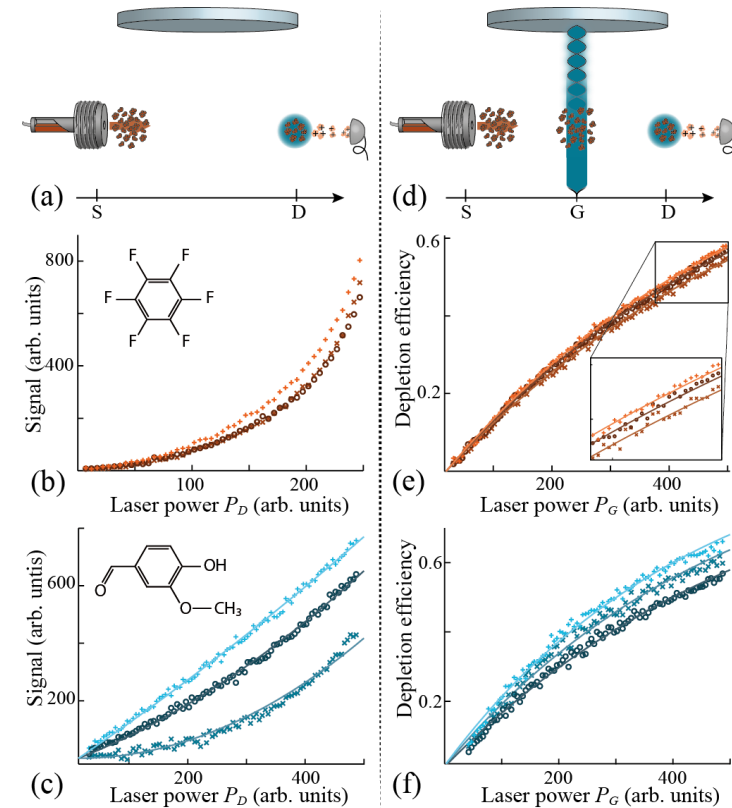 (a)
S
D
(d)
S
G
D
Signal (arb. units)
800
400
F
F
F
F
F
F
100
200
(b)
Laser power P_D (arb. units)
Depletion efficiency
0.6
0.2
200
400
(e)
Laser power P_G (arb. units)
Signal (arb. untis)
600
200
O
OH
O
CH3
200
400
(c)
Laser power P_D (arb. units)
Depletion efficiency
0.6
0.2
200
400
(f)
Laser power P_G (arb. units)